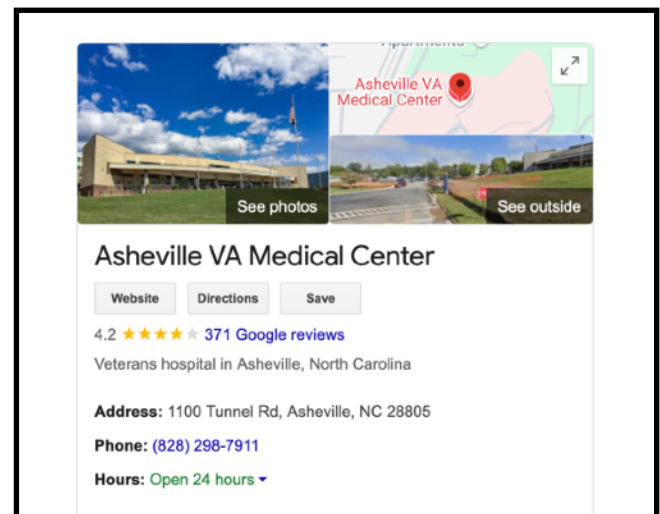 Apartments
Asheville VA
Medical Center
See photos
See outside
Asheville VA Medical Center
Website
Directions
Save
4.2 ★★★★★ 371 Google reviews
Veterans hospital in Asheville, North Carolina
Address: 1100 Tunnel Rd, Asheville, NC 28805
Phone: (828) 298-7911
Hours: Open 24 hours